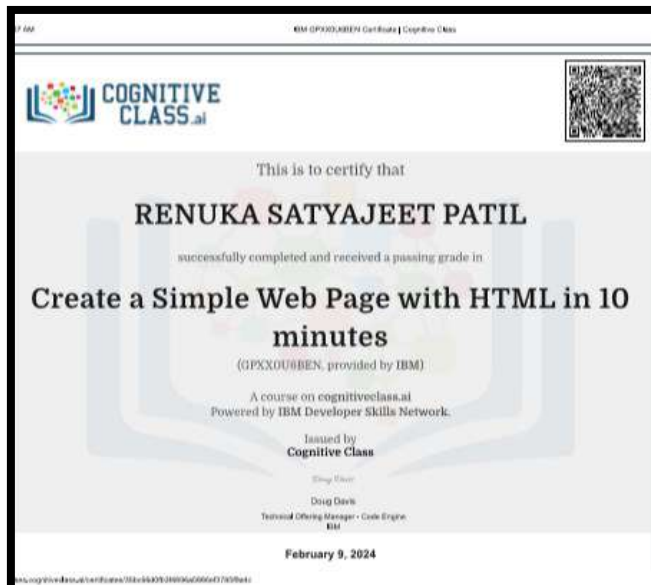 AM
IBM GPXX0U6BEN Certificate | Cognitive Class
COGNITIVE
CLASS.ai
This is to certify that
RENUKA SATYAJEET PATIL
successfully completed and received a passing grade in
Create a Simple Web Page with HTML in 10
minutes
(GPXX0U6BEN, provided by IBM)
A course on cognitiveclass.ai
Powered by IBM Developer Skills Network.
Issued by
Cognitive Class
Doug Davis
Doug Davis
Technical Offering Manager - Code Engine
IBM
February 9, 2024